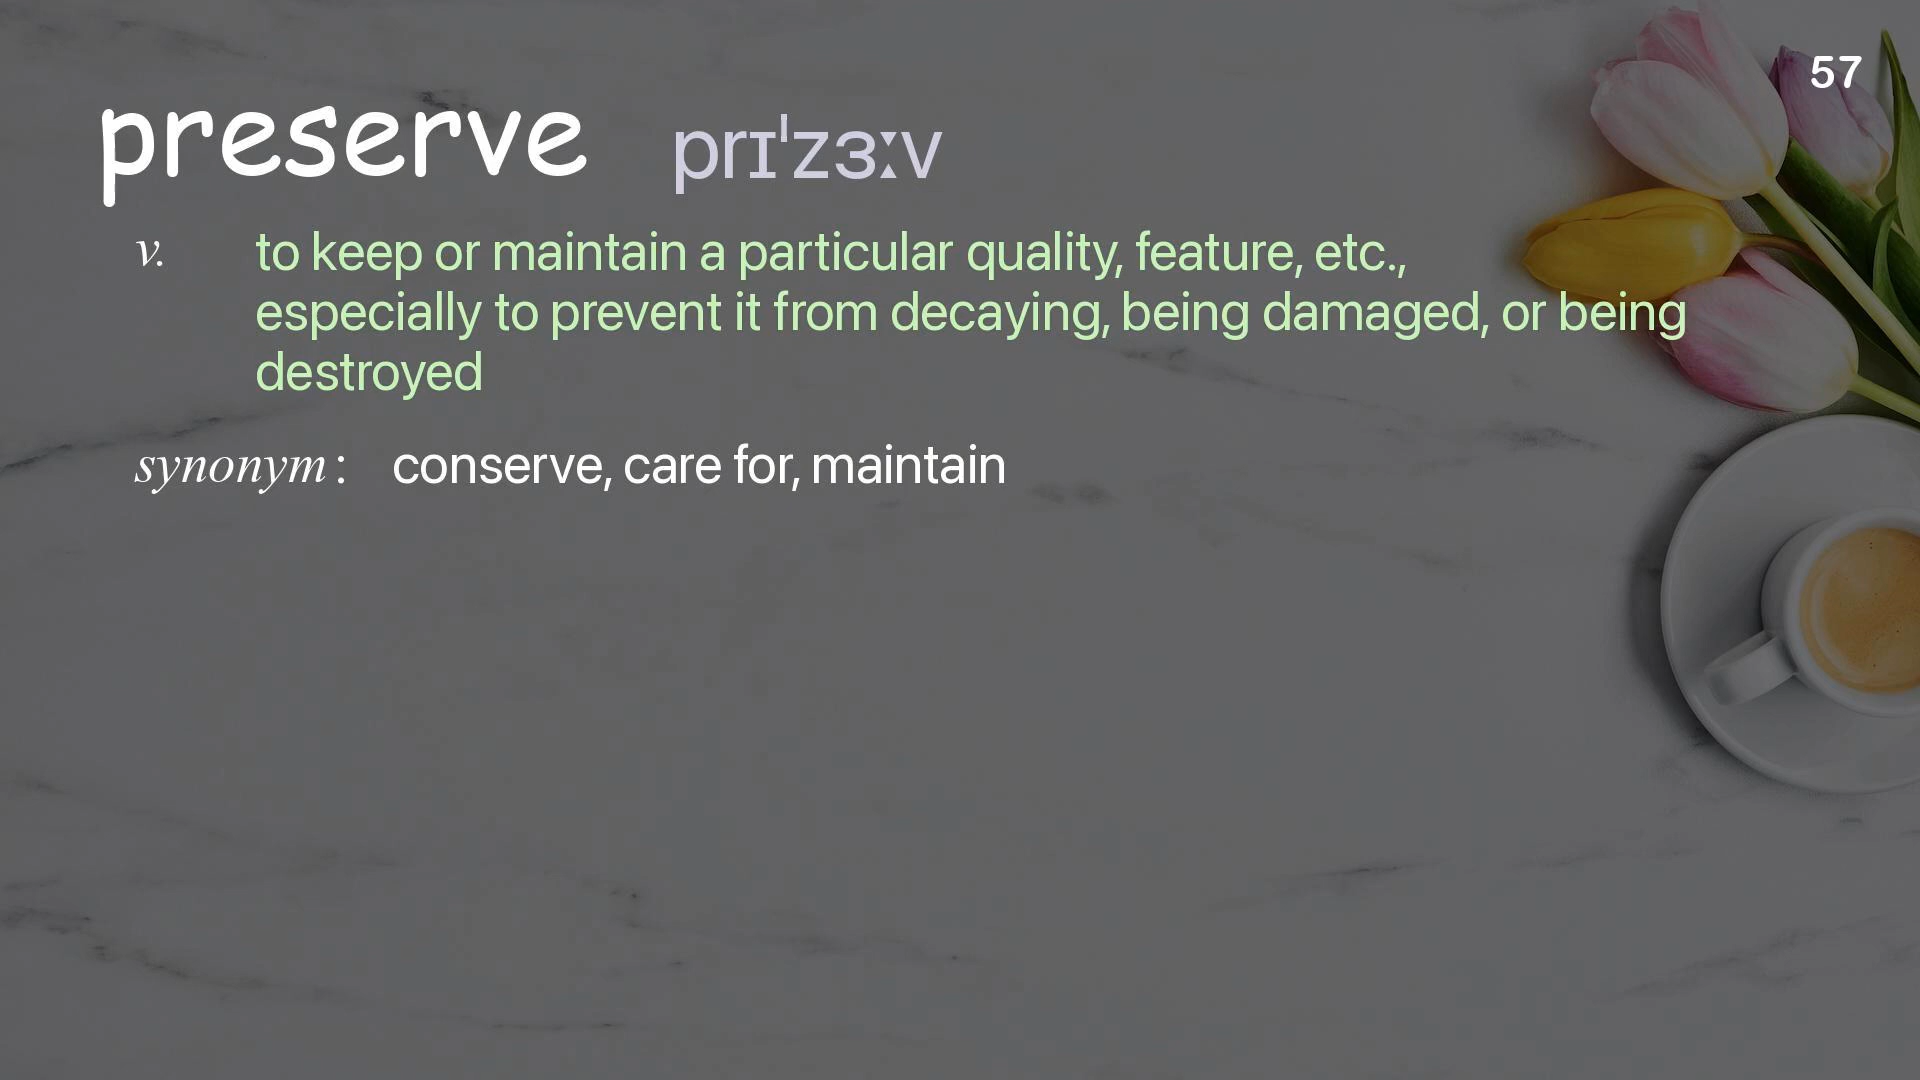 57
preserve prɪˈzɜːv
v. to keep or maintain a particular quality, feature, etc.,
especially to prevent it from decaying, being damaged, or being
destroyed
synonym : conserve, care for, maintain